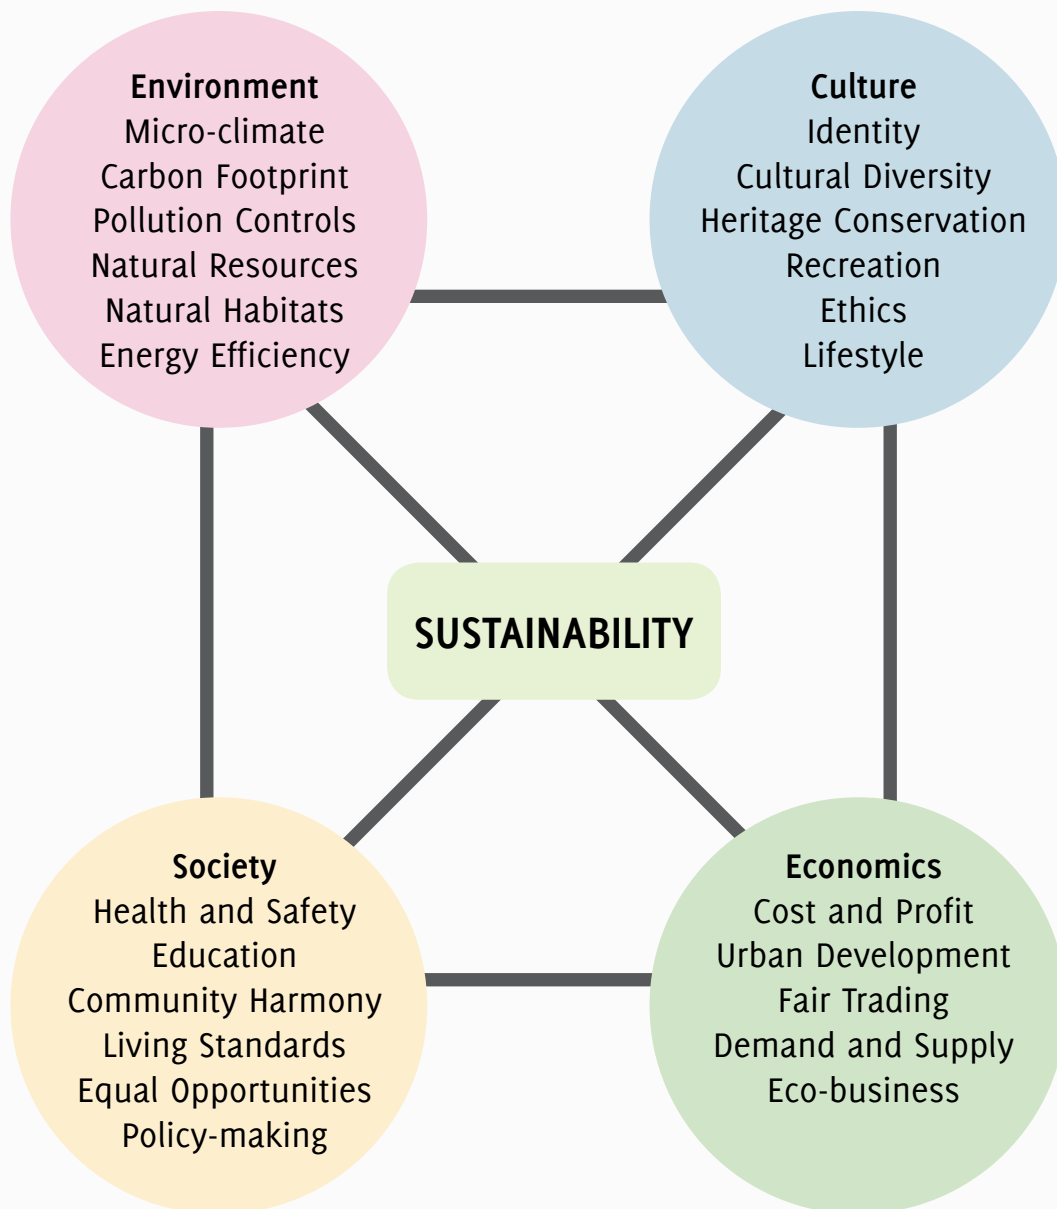 Environment
Micro-climate
Carbon Footprint
Pollution Controls
Natural Resources
Natural Habitats
Energy Efficiency
Culture
Identity
Cultural Diversity
Heritage Conservation
Recreation
Ethics
Lifestyle
SUSTAINABILITY
Society
Health and Safety
Education
Community Harmony
Living Standards
Equal Opportunities
Policy-making
Economics
Cost and Profit
Urban Development
Fair Trading
Demand and Supply
Eco-business